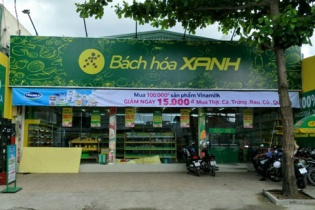 Bách hóa XANH
Mua 100.000đ sản phẩm Vinamilk
GIẢM NGAY 15.000đ Mua Thịt, Cá, Trứng, Rau, Củ,